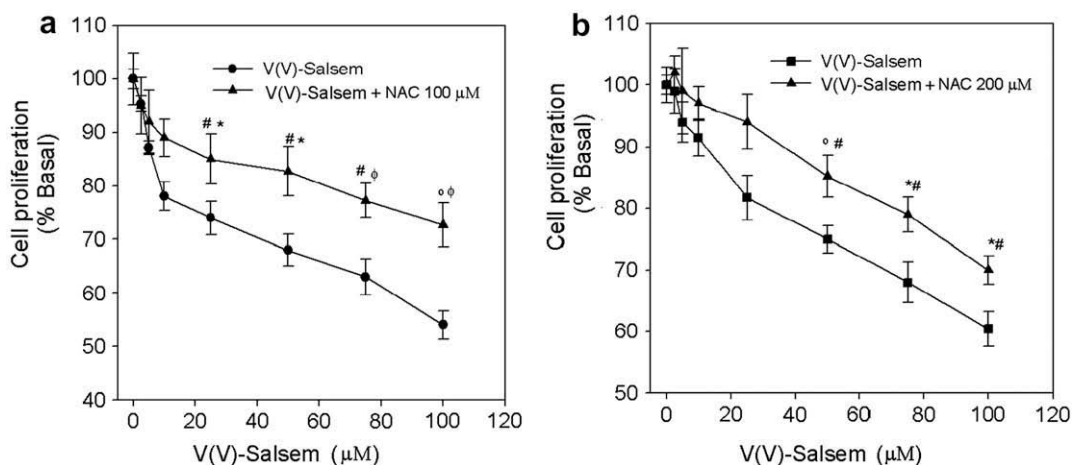 a
110
100
90
80
70
60
50
40
Cell proliferation
(% Basal)
V(V)-Salsem
V(V)-Salsem + NAC 100 μM
# *
# *
# ϕ
o ϕ
0 20 40 60 80 100 120
V(V)-Salsem (μM)
b
110
100
90
80
70
60
50
Cell proliferation
(% Basal)
V(V)-Salsem
V(V)-Salsem + NAC 200 μM
o #
*#
*#
0 20 40 60 80 100 120
V(V)-Salsem (μM)